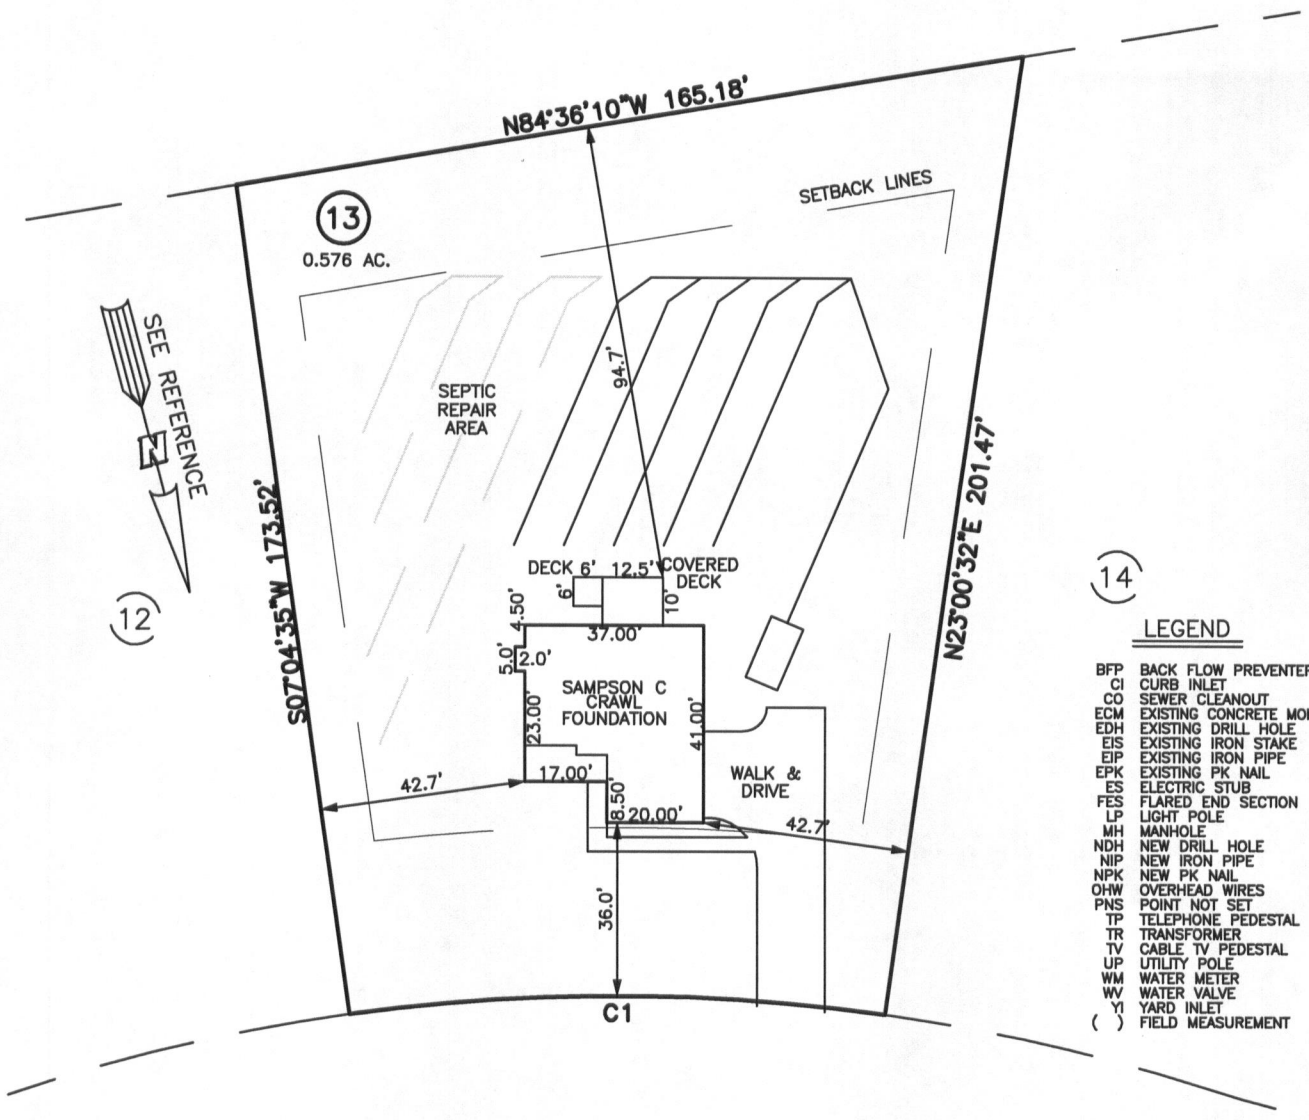 N84°36'10"W 165.18'
SETBACK LINES
13
0.576 AC.
SEE REFERENCE
N
SEPTIC
REPAIR
AREA
94.7'
S07°04'35"W 173.52'
N23°00'32"E 201.47'
12
14
DECK 6' 12.5' COVERED
DECK
6'
10'
4.50'
37.00'
5.0'
2.0'
SAMPSON C
CRAWL
FOUNDATION
23.00'
41.00'
17.00'
WALK &
DRIVE
42.7'
8.50'
20.00'
42.7'
36.0'
C1
LEGEND
BFP BACK FLOW PREVENTER
CI CURB INLET
CO SEWER CLEANOUT
ECM EXISTING CONCRETE
EDH EXISTING DRILL HOLE
EIS EXISTING IRON STAKE
EIP EXISTING IRON PIPE
EPK EXISTING PK NAIL
ES ELECTRIC STUB
FES FLARED END SECTION
LP LIGHT POLE
MH MANHOLE
NDH NEW DRILL HOLE
NIP NEW IRON PIPE
NPK NEW PK NAIL
OHW OVERHEAD WIRES
PNS POINT NOT SET
TP TELEPHONE PEDESTAL
TR TRANSFORMER
TV CABLE TV PEDESTAL
UP UTILITY POLE
WM WATER METER
WV WATER VALVE
YI YARD INLET
( ) FIELD MEASUREMENT